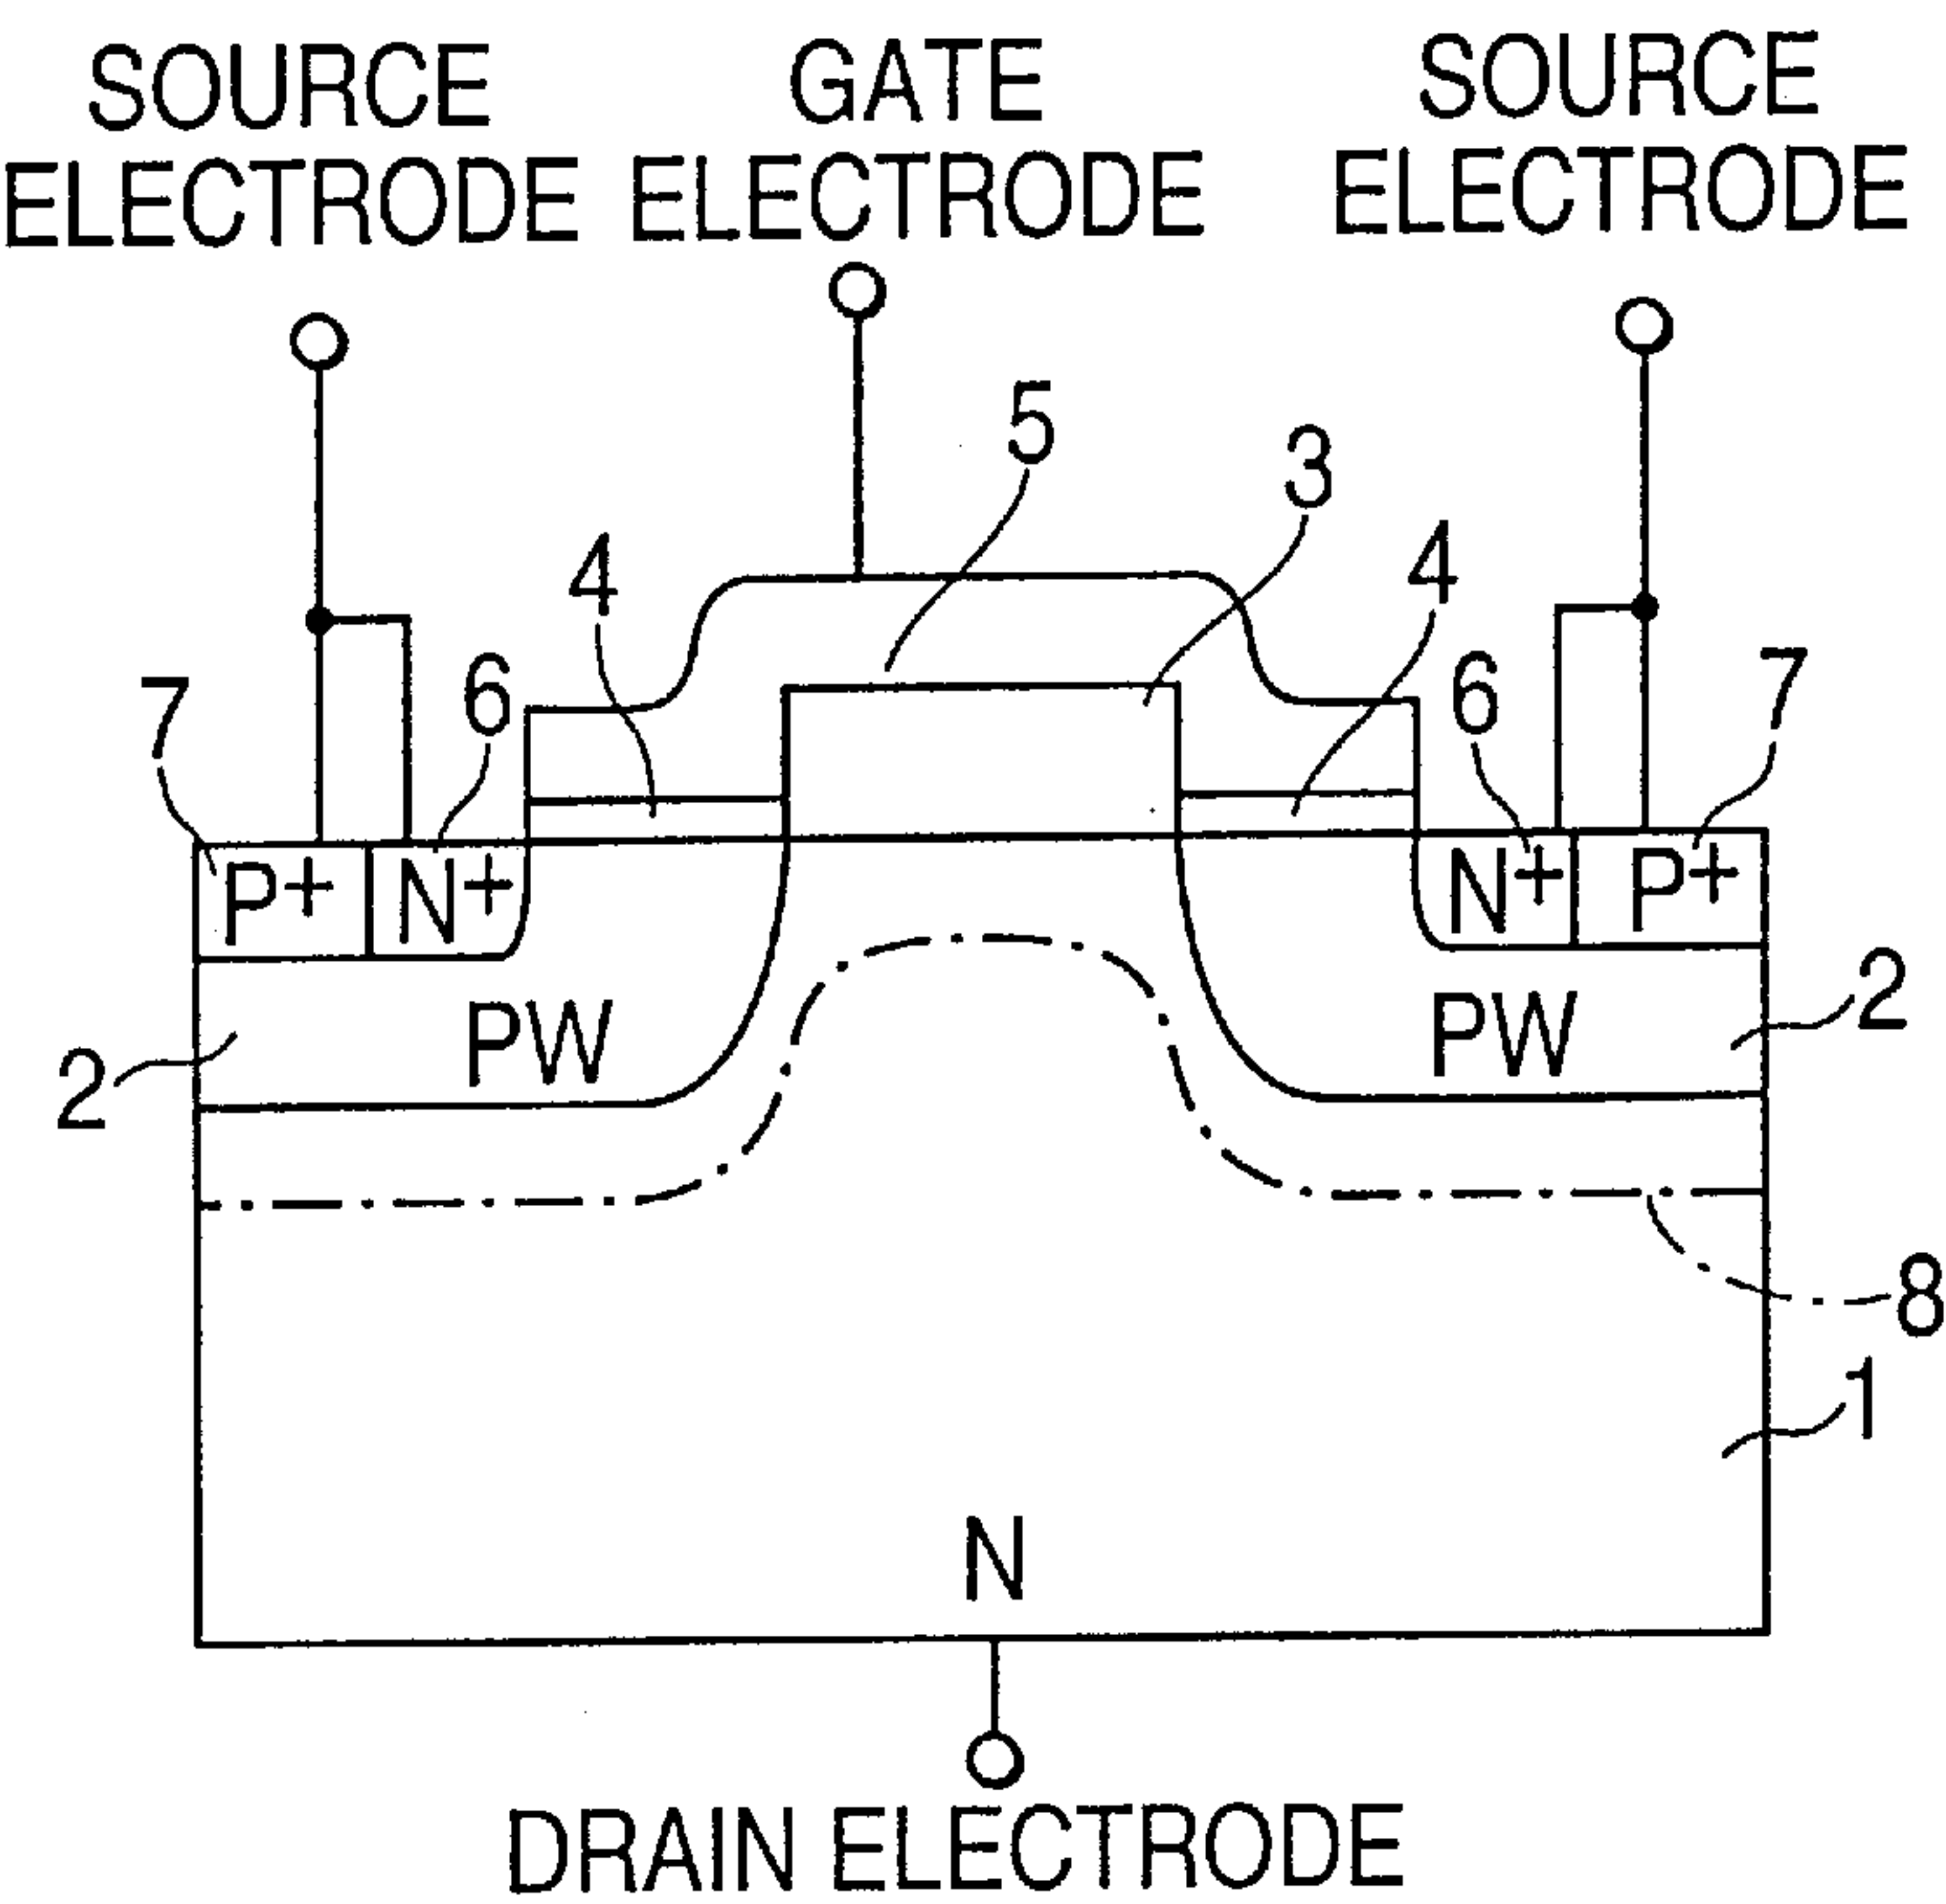 SOURCE ELECTRODE
GATE ELECTRODE
SOURCE ELECTRODE
5
3
4
4
7
6
6
7
P+
N+
N+
P+
PW
PW
2
2
8
1
N
DRAIN ELECTRODE